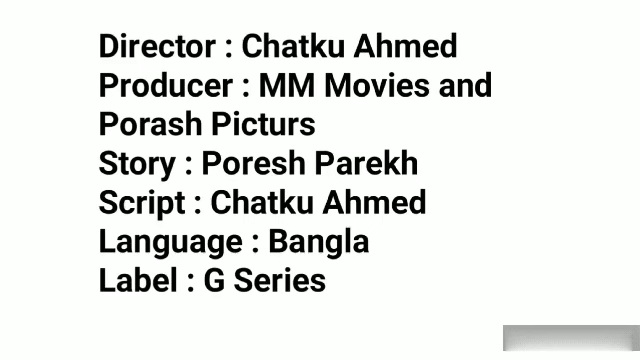 Director : Chatku Ahmed
Producer : MM Movies and
Porash Picturs
Story : Poresh Parekh
Script : Chatku Ahmed
Language : Bangla
Label : G Series